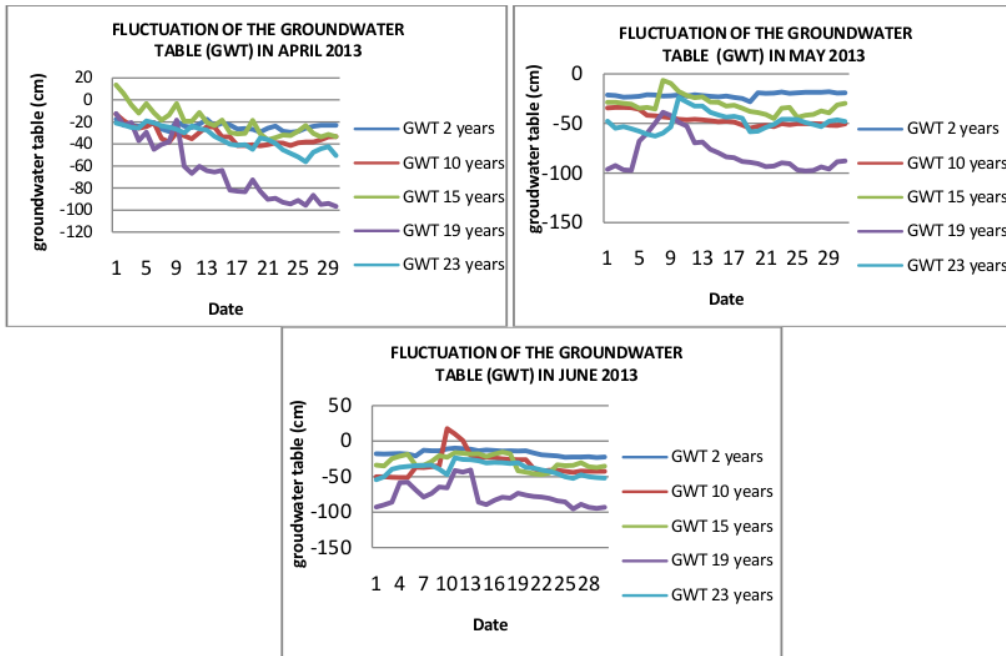 FLUCTUATION OF THE GROUNDWATER
TABLE (GWT) IN APRIL 2013
groundwater table (cm)
20
0
-20
-40
-60
-80
-100
-120
1 5 9 13 17 21 25 29
Date
GWT 2 years
GWT 10 years
GWT 15 years
GWT 19 years
GWT 23 years
FLUCTUATION OF THE GROUNDWATER
TABLE (GWT) IN MAY 2013
groudwater table (cm)
0
-50
-100
-150
1 5 9 13 17 21 25 29
Date
GWT 2 years
GWT 10 years
GWT 15 years
GWT 19 years
GWT 23 years
FLUCTUATION OF THE GROUNDWATER
TABLE (GWT) IN JUNE 2013
groudwater table (cm)
50
0
-50
-100
-150
1 4 7 10 13 16 19 22 25 28
Date
GWT 2 years
GWT 10 years
GWT 15 years
GWT 19 years
GWT 23 years